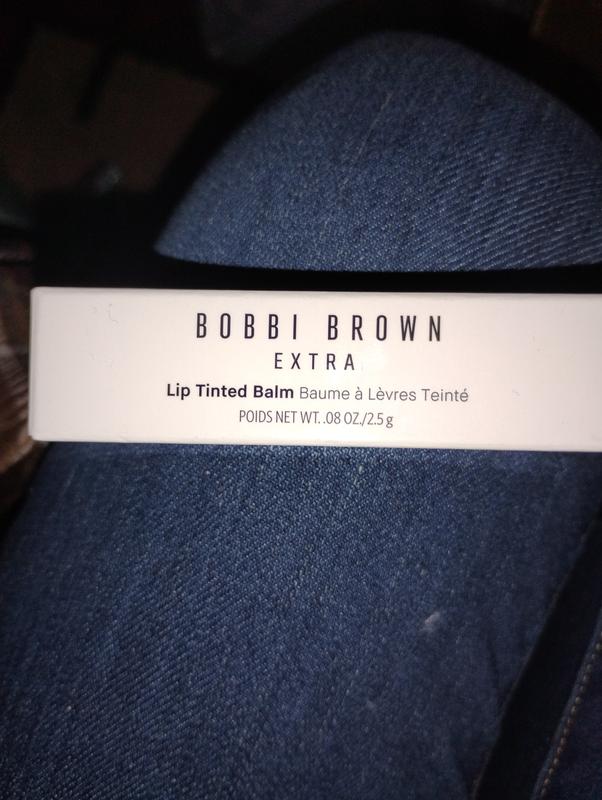 BOBBI BROWN
EXTRA
Lip Tinted Balm Baume à Lèvres Teinté
POIDS NET WT. .08 OZ./2.5 g